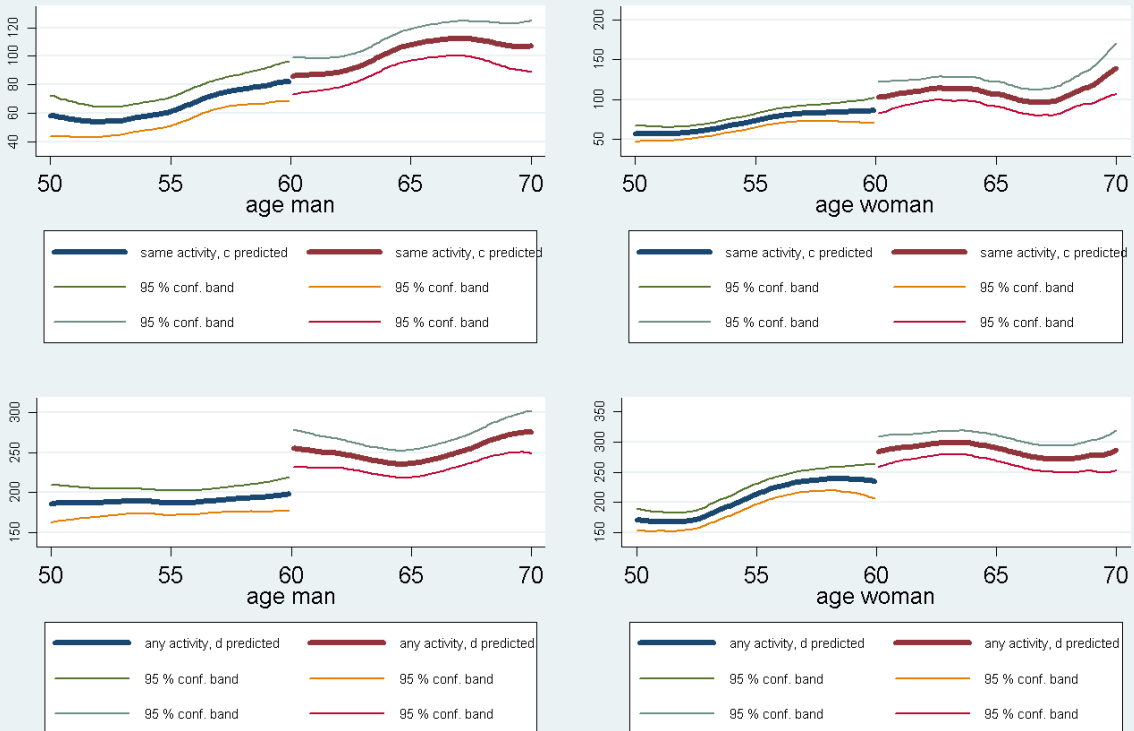 120
100
80
60
40
50 55 60 65 70
age man
same activity, c predicted same activity, c predicted
95 % conf. band 95 % conf. band
95 % conf. band 95 % conf. band
200
150
100
50
50 55 60 65 70
age woman
same activity, c predicted same activity, c predicted
95 % conf. band 95 % conf. band
95 % conf. band 95 % conf. band
300
250
200
150
50 55 60 65 70
age man
any activity, d predicted any activity, d predicted
95 % conf. band 95 % conf. band
95 % conf. band 95 % conf. band
350
300
250
200
150
50 55 60 65 70
age woman
any activity, d predicted any activity, d predicted
95 % conf. band 95 % conf. band
95 % conf. band 95 % conf. band